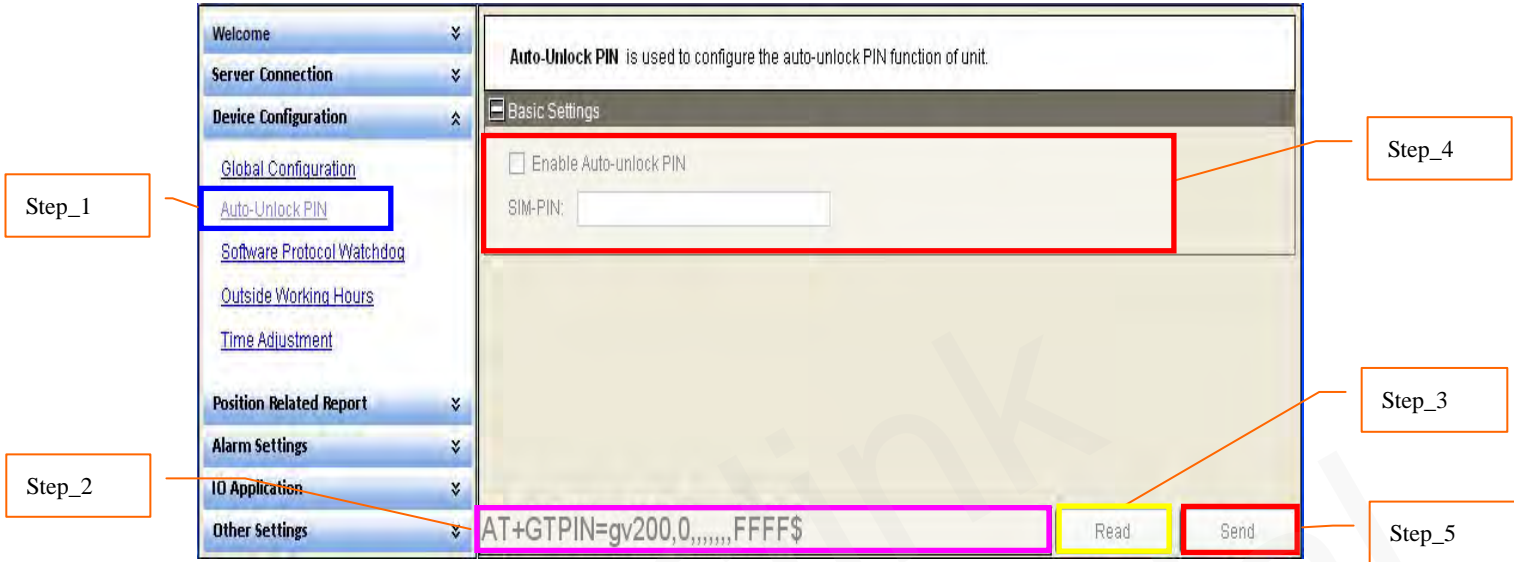 Welcome
Server Connection
Device Configuration
Global Configuration
Auto-Unlock PIN
Software Protocol Watchdog
Outside Working Hours
Time Adjustment
Position Related Report
Alarm Settings
IO Application
Other Settings
Auto-Unlock PIN is used to configure the auto-unlock PIN function of unit.
Basic Settings
Enable Auto-unlock PIN
SIM-PIN:
AT+GTPIN=gv200,0,,,,,,,FFFF$
Read
Send
Step_1
Step_2
Step_4
Step_3
Step_5